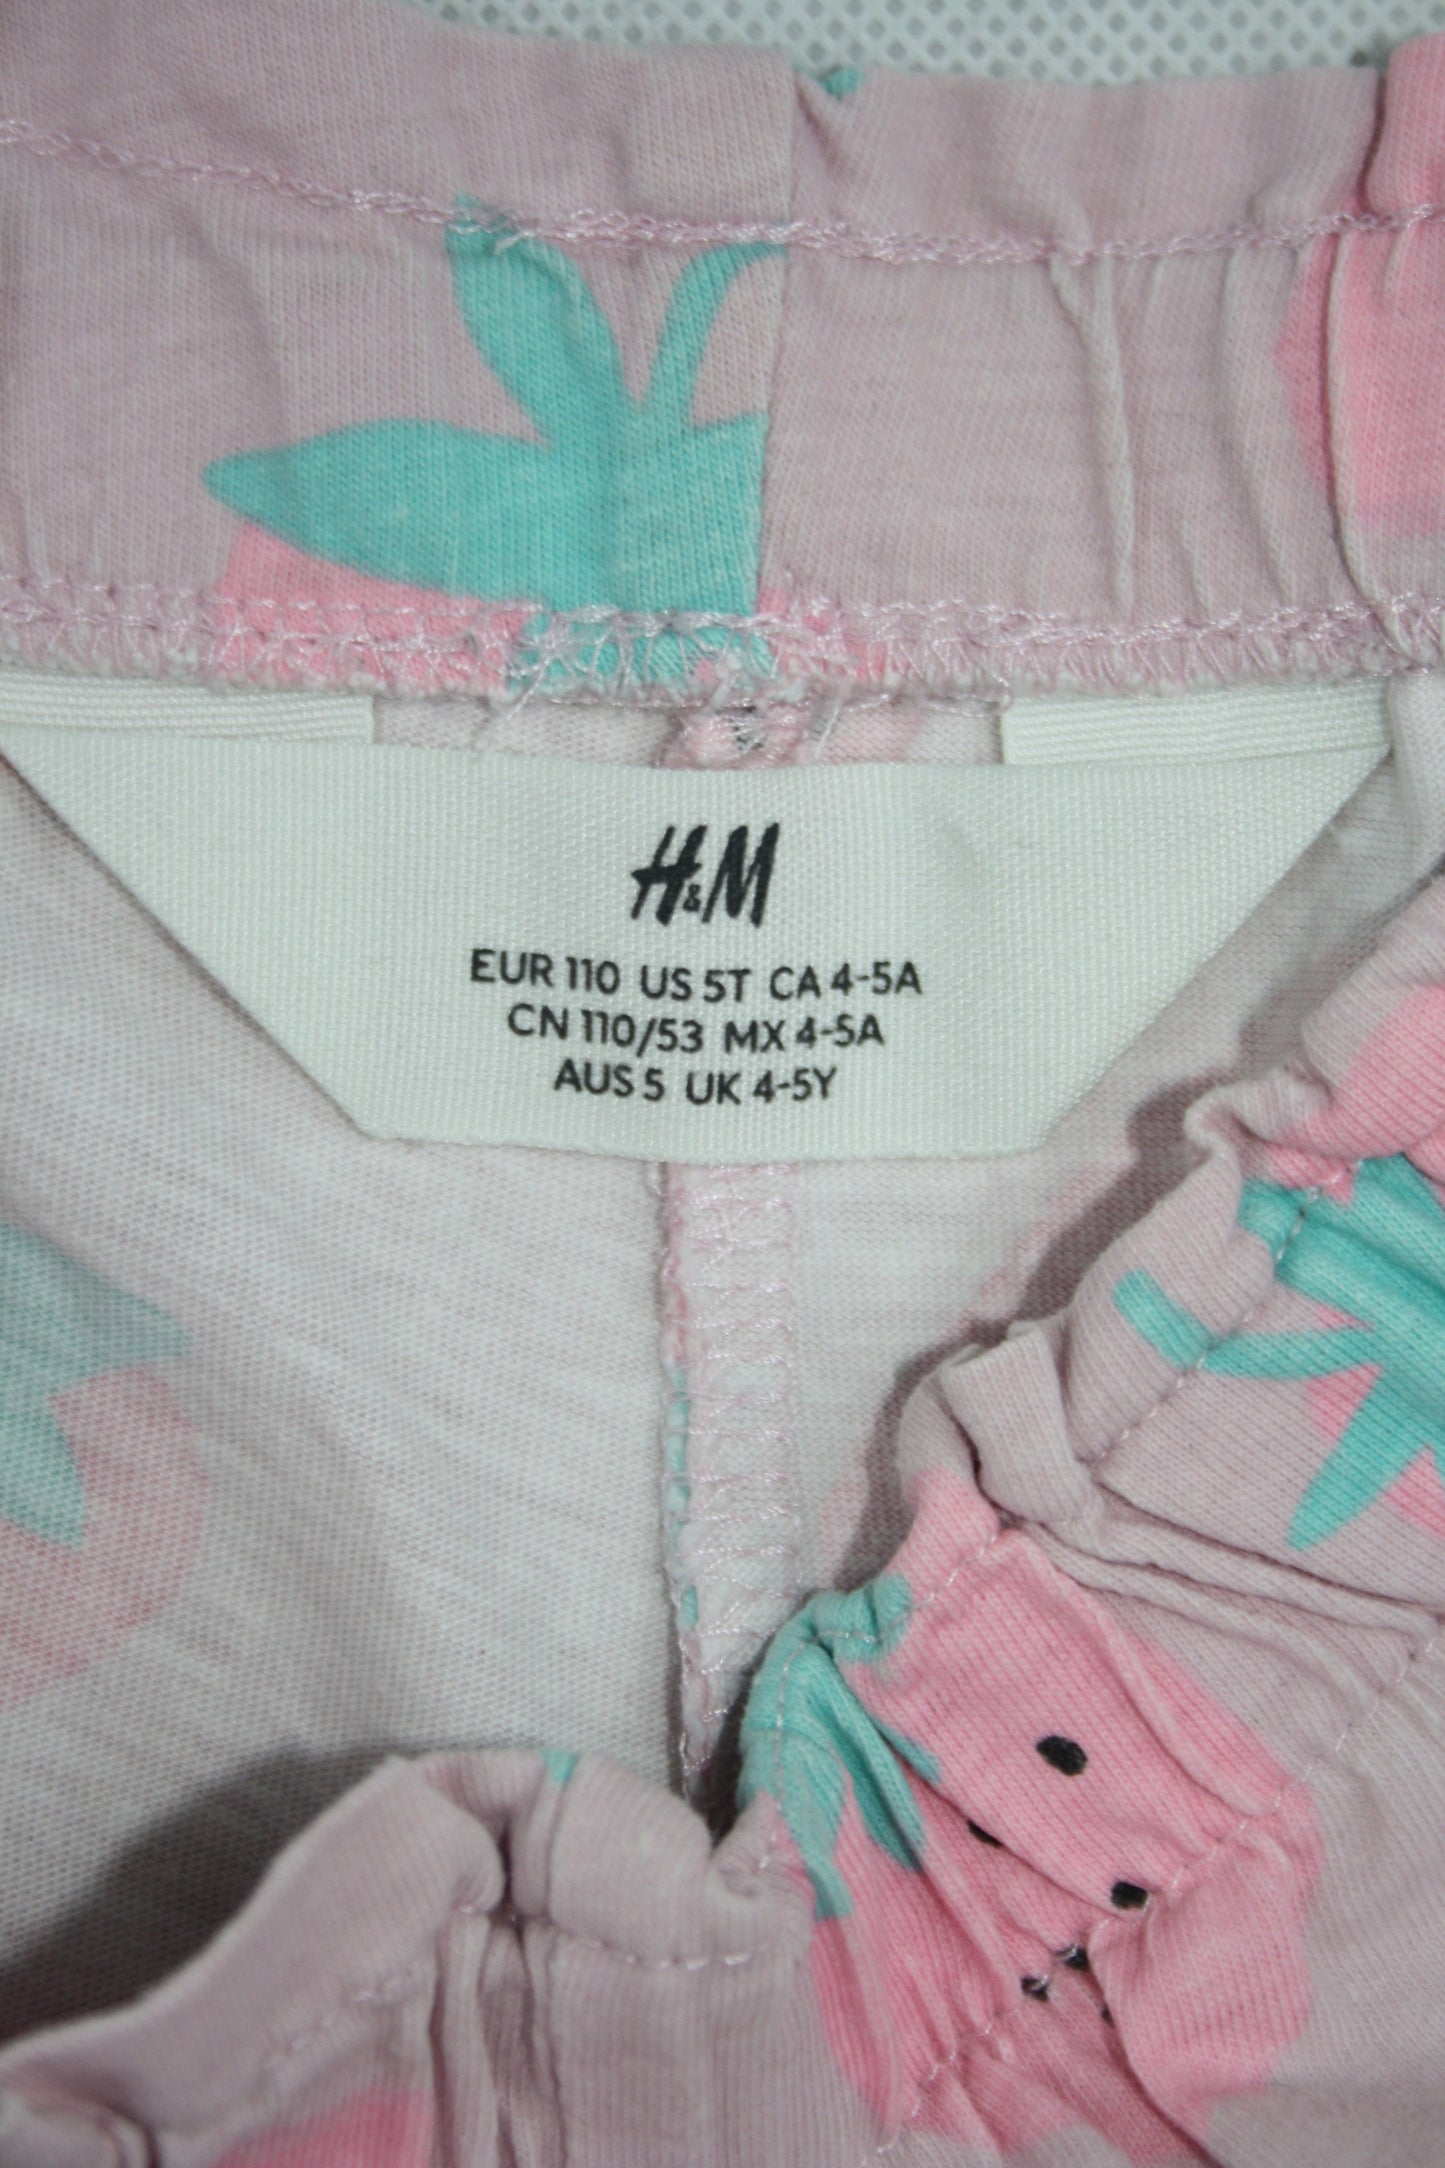 H&M
EUR 110 US 5T CA 4-5A
CN 110/53 MX 4-5A
AUS 5 UK 4-5Y